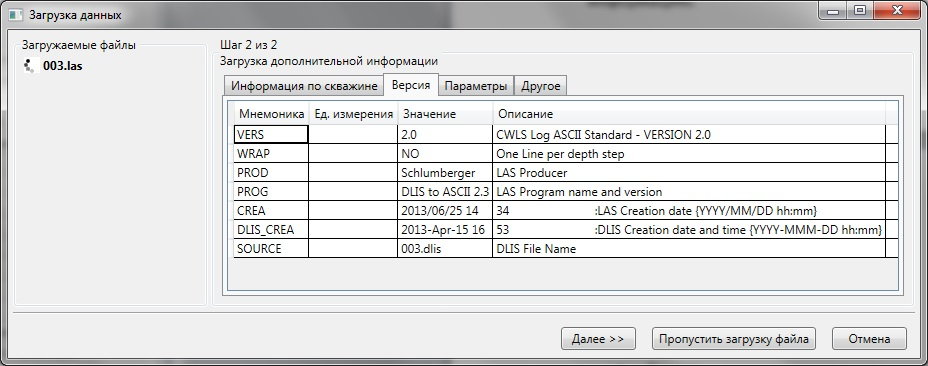 Загрузка данных
Загружаемые файлы
003.las
Шаг 2 из 2
Загрузка дополнительной информации
Информация по скважине Версия Параметры Другое
Мнемоника Ед. измерения Значение Описание
VERS 2.0 CWLS Log ASCII Standard - VERSION 2.0
WRAP NO One Line per depth step
PROD Schlumberger LAS Producer
PROG DLIS to ASCII 2.3 LAS Program name and version
CREA 2013/06/25 14 34 :LAS Creation date {YYYY/MM/DD hh:mm}
DLIS_CREA 2013-Apr-15 16 53 :DLIS Creation date and time {YYYY-MMM-DD hh:mm}
SOURCE 003.dlis DLIS File Name
Далее >> Пропустить загрузку файла Отмена